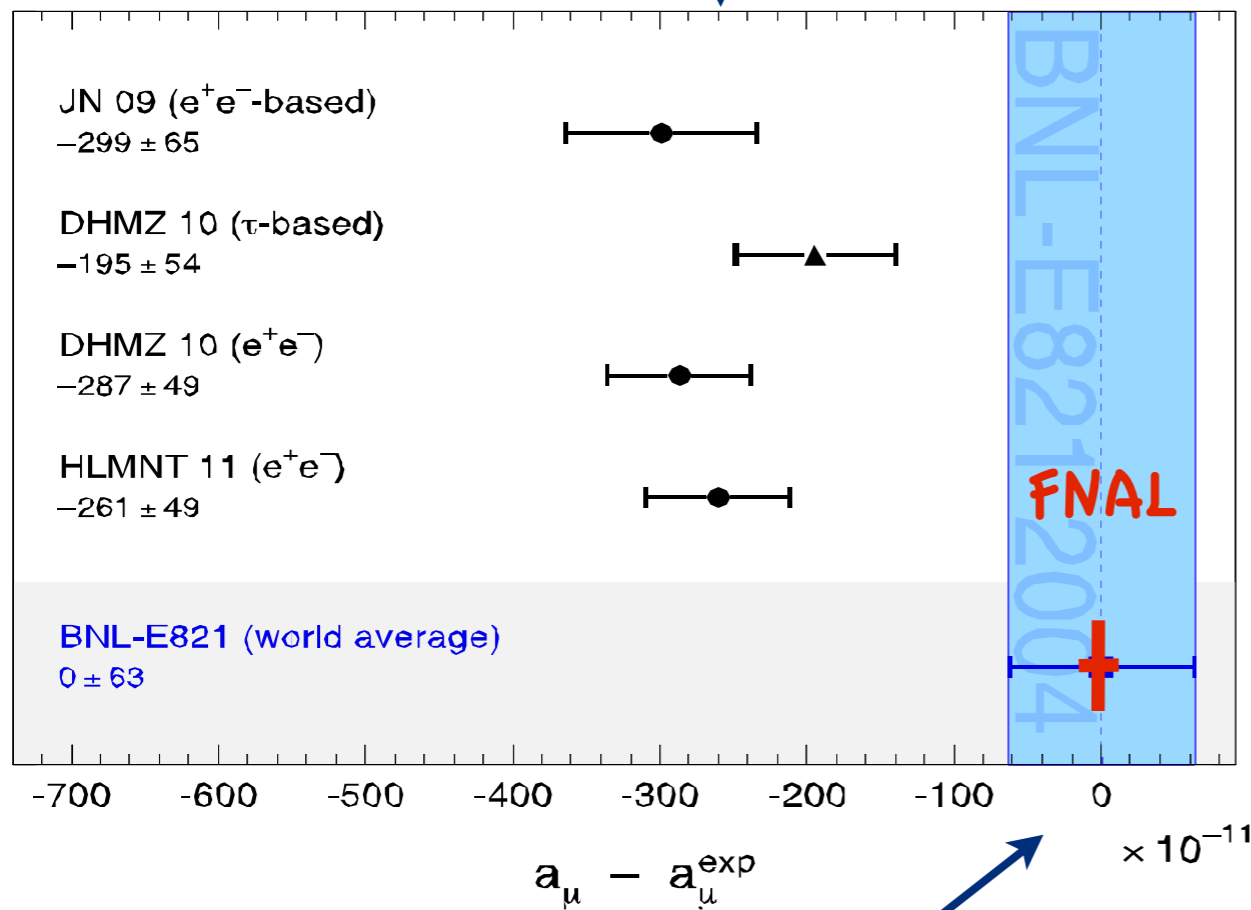 JN 09 (e⁺e⁻-based)
−299 ± 65
DHMZ 10 (τ-based)
−195 ± 54
DHMZ 10 (e⁺e⁻)
−287 ± 49
HLMNT 11 (e⁺e⁻)
−261 ± 49
BNL-E821 (world average)
0 ± 63
BNL-E821 2004
FNAL
-700 -600 -500 -400 -300 -200 -100 0
× 10⁻¹¹
a_μ − a_μ^exp